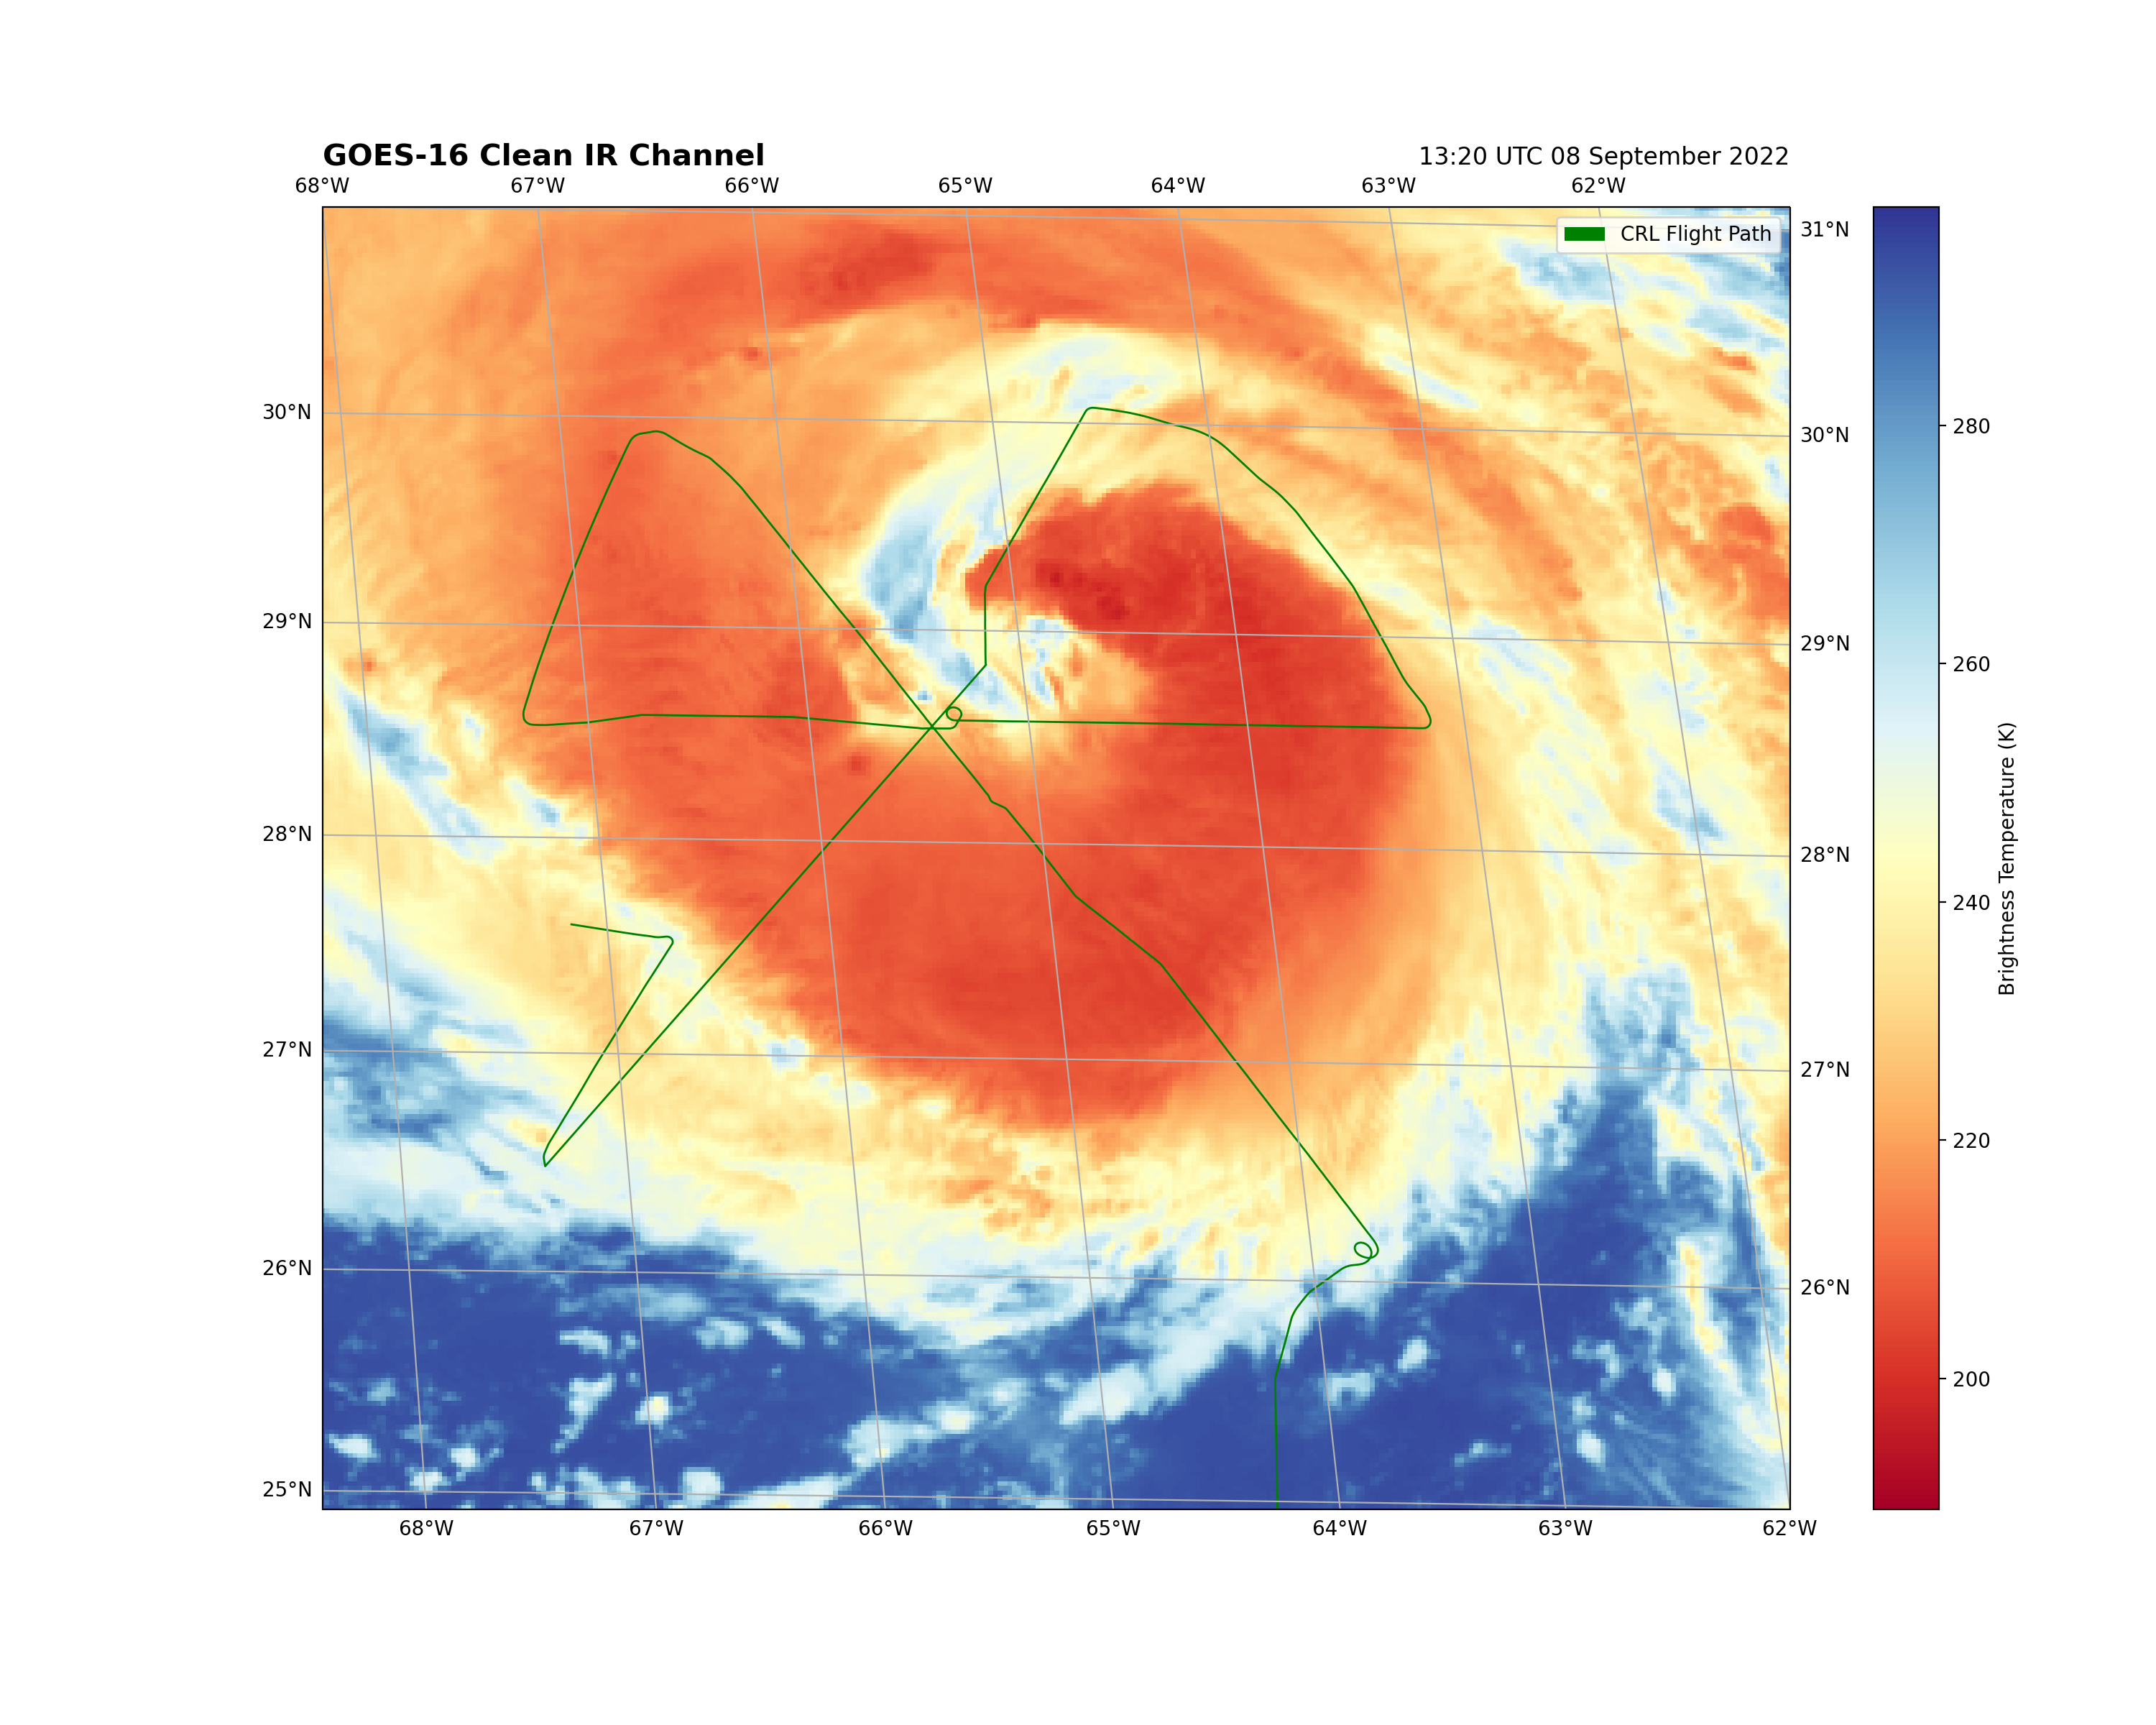 GOES-16 Clean IR Channel
13:20 UTC 08 September 2022
68°W 67°W 66°W 65°W 64°W 63°W 62°W
CRL Flight Path
31°N
30°N 30°N
29°N 29°N
28°N 28°N
27°N 27°N
26°N 26°N
25°N
68°W 67°W 66°W 65°W 64°W 63°W 62°W
280
260
240
220
200
Brightness Temperature (K)